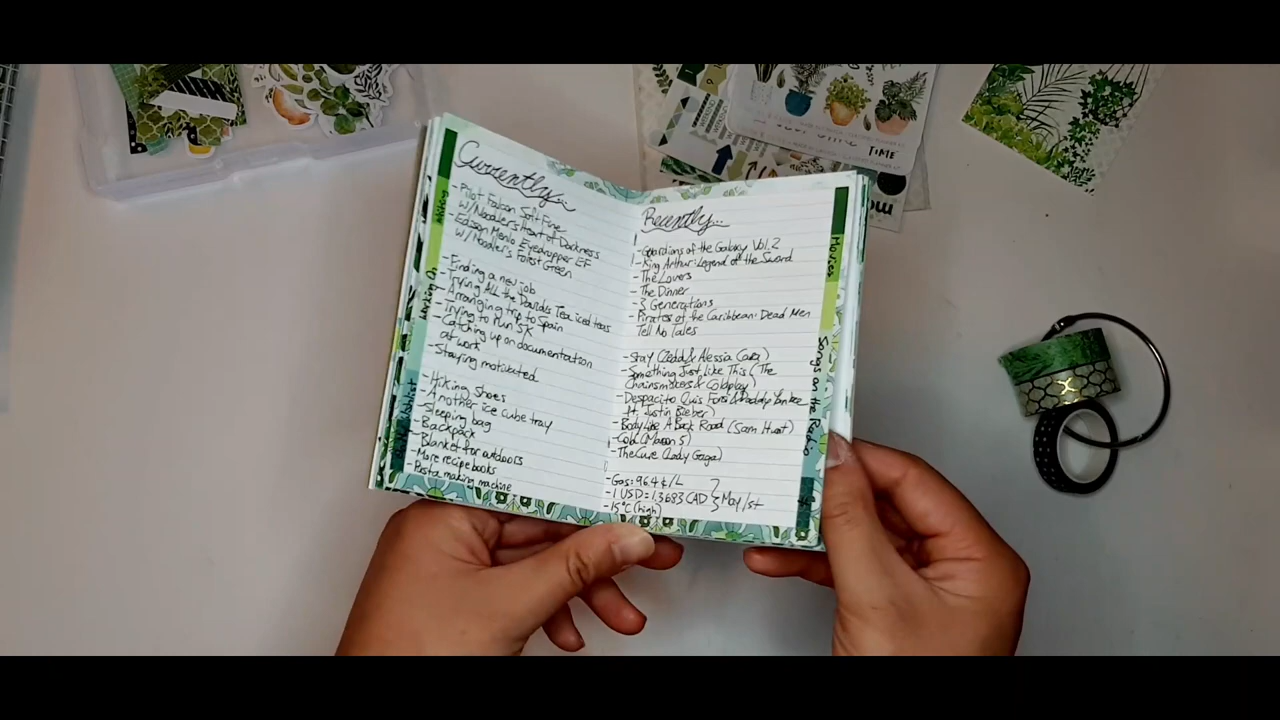 Currently...
Writing
- Pilot Falcon Soft Fine
w/Noodler's Heart of Darkness
- Edison Menlo Eyedropper EF
w/Noodler's Forest Green
Working On
- Finding a new job
- Trying ALL the Davids Tea iced teas
- Arranging trip to Spain
- Trying to run 5K
- Catching up on documentation
at work
- Staying motivated
Wishlist
- Hiking shoes
- Another ice cube tray
- Sleeping bag
- Backpack
- Blanket for outdoors
- More recipe books
- Pasta making machine
Recently...
Movies
- Guardians of the Galaxy Vol. 2
- King Arthur: Legend of the Sword
- The Lovers
- The Dinner
- 3 Generations
- Pirates of the Caribbean: Dead Men
Tell No Tales
Songs on the Radio
- Stay (Zedd & Alessia Cara)
- Something Just Like This (The
Chainsmokers & Coldplay)
- Despacito (Luis Fonsi & Daddy Yankee
ft. Justin Bieber)
- Body Like A Back Road (Sam Hunt)
- Cold (Maroon 5)
- The Cure (Lady Gaga)
- Gas: 96.4¢/L
- 1 USD = 1.3683 CAD } May 1st
- 15°C (high)
TIME